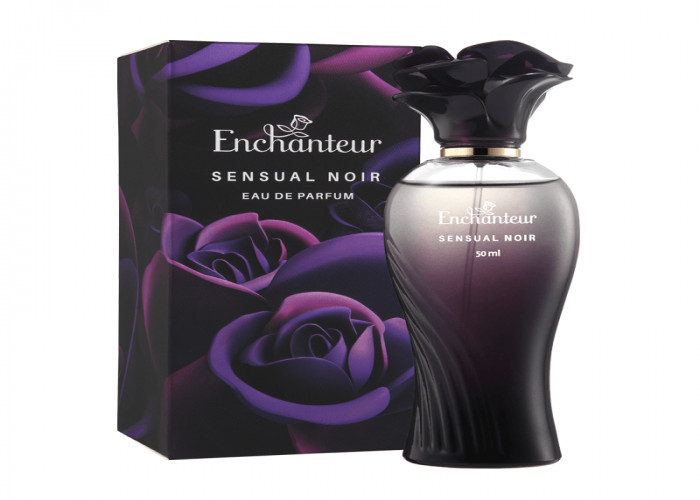 Enchanteur
SENSUAL NOIR
EAU DE PARFUM
Enchanteur
SENSUAL NOIR
50 ml